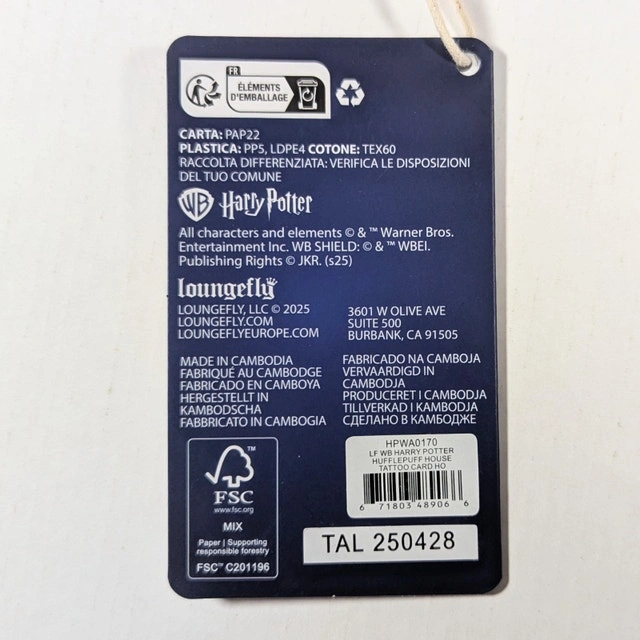 FR
ÉLÉMENTS
D'EMBALLAGE
CARTA: PAP22
PLASTICA: PP5, LDPE4 COTONE: TEX60
RACCOLTA DIFFERENZIATA: VERIFICA LE DISPOSIZIONI
DEL TUO COMUNE
WB Harry Potter
All characters and elements © & ™ Warner Bros.
Entertainment Inc. WB SHIELD: © & ™ WBEI.
Publishing Rights © JKR. (s25)
loungefly
LOUNGEFLY, LLC © 2025
LOUNGEFLY.COM
LOUNGEFLYEUROPE.COM
3601 W OLIVE AVE
SUITE 500
BURBANK, CA 91505
MADE IN CAMBODIA
FABRIQUÉ AU CAMBODGE
FABRICADO EN CAMBOYA
HERGESTELLT IN
KAMBODSCHA
FABBRICATO IN CAMBOGIA
FABRICADO NA CAMBOJA
VERVAARDIGD IN
CAMBODJA
PRODUCERET I CAMBODJA
TILLVERKAD I KAMBODJA
СДЕЛАНО В КАМБОДЖЕ
FSC™
www.fsc.org
MIX
Paper | Supporting
responsible forestry
FSC™ C201196
HPWA0170
LF WB HARRY POTTER
HUFFLEPUFF HOUSE
TATTOO CARD HO
6 71803 48906 6
TAL 250428